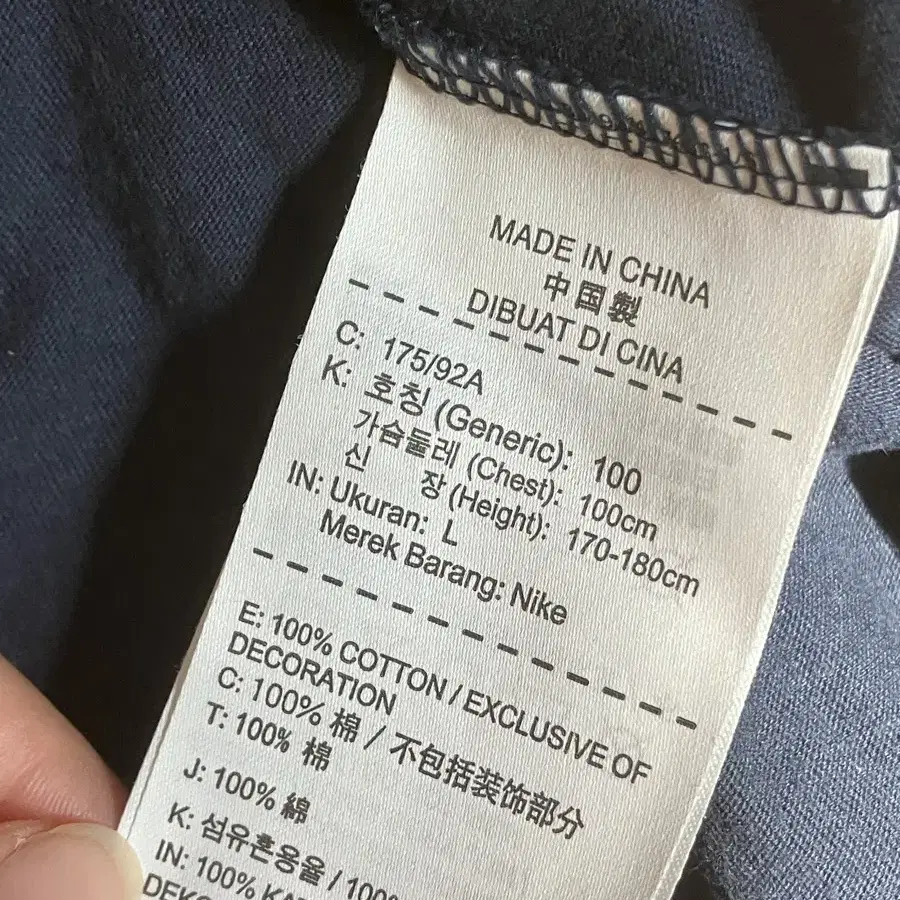 MADE IN CHINA
中国製
DIBUAT DI CINA
C: 175/92A
K: 호칭 (Generic): 100
가슴둘레 (Chest): 100cm
신 장 (Height): 170-180cm
IN: Ukuran: L
Merek Barang: Nike
E: 100% COTTON / EXCLUSIVE OF
DECORATION
C: 100% 棉 / 不包括装饰部分
T: 100% 棉
J: 100% 綿
K: 섬유혼용율 / 100%
IN: 100%